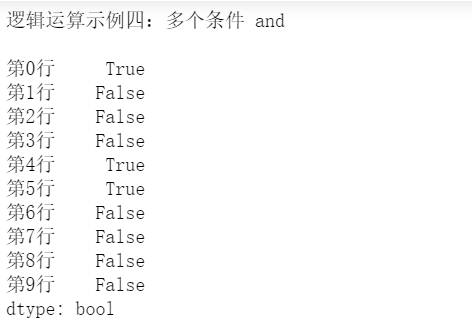 逻辑运算示例四：多个条件 and
第0行 True
第1行 False
第2行 False
第3行 False
第4行 True
第5行 True
第6行 False
第7行 False
第8行 False
第9行 False
dtype: bool